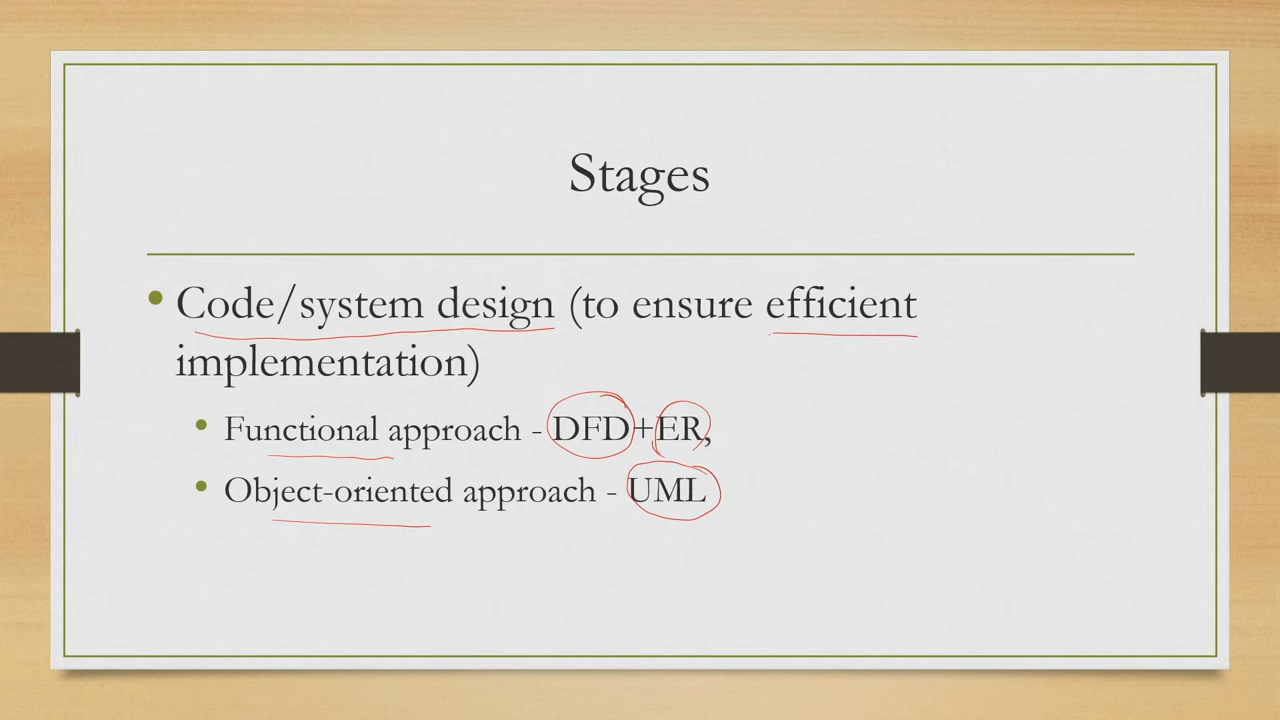 Stages
Code/system design (to ensure efficient
implementation)
Functional approach - DFD+ER,
Object-oriented approach - UML